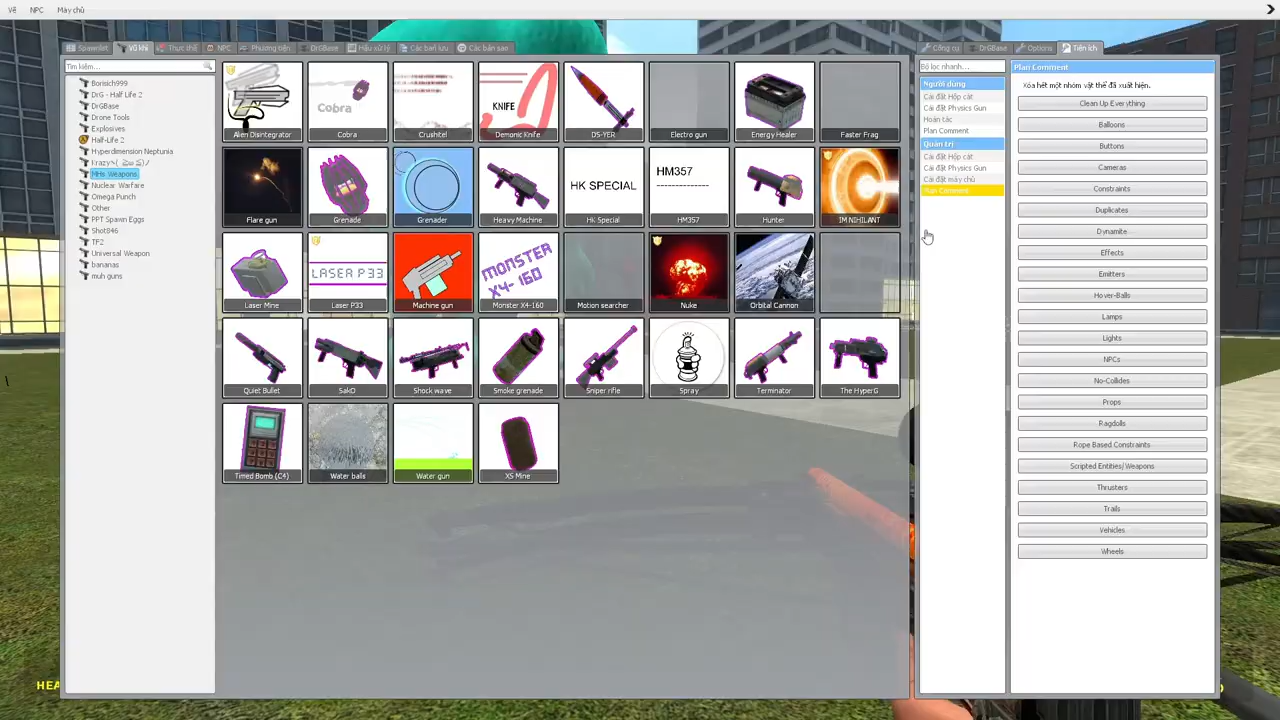 Vẽ NPC Máy chủ
Spawnlist Vũ khí Thực thể NPC Phương tiện DrGBase Hậu xử lý Các bản lưu Các bản sao
Công cụ DrGBase Options Tiện ích
Tìm kiếm...
Borisich999
DrG - Half Life 2
DrGBase
Drone Tools
Explosives
Half-Life 2
Hyperdimension Neptunia
MHs Weapons
Nuclear Warfare
Omega Punch
Other
PPT Spawn Eggs
Shot846
TF2
Universal Weapon
bananas
muh guns
Cobra
KNIFE
Alien Disintegrator Cobra Crushitel Demonic Knife DS-YER Electro gun Energy Healer Faster Frag
HK SPECIAL
HM357
Flare gun Grenade Grenader Heavy Machine HK Special HM357 Hunter IM NIHILANT
LASER P33
MONSTER
X4- 160
Laser Mine Laser P33 Machine gun Monster X4-160 Motion searcher Nuke Orbital Cannon
Quiet Bullet SakO Shock wave Smoke grenade Sniper rifle Spray Terminator The HyperG
Timed Bomb (C4) Water balls Water gun XS Mine
Bộ lọc nhanh...
Người dùng
Cài đặt Hộp cát
Cài đặt Physics Gun
Hoàn tác
Plan Comment
Quản trị
Cài đặt Hộp cát
Cài đặt Physics Gun
Cài đặt máy chủ
Plan Comment
Plan Comment
Xóa hết một nhóm vật thể đã xuất hiện.
Clean Up Everything
Balloons
Buttons
Cameras
Constraints
Duplicates
Dynamite
Effects
Emitters
Hover-Balls
Lamps
Lights
NPCs
No-Collides
Props
Ragdolls
Rope Based Constraints
Scripted Entities/Weapons
Thrusters
Trails
Vehicles
Wheels
HEA